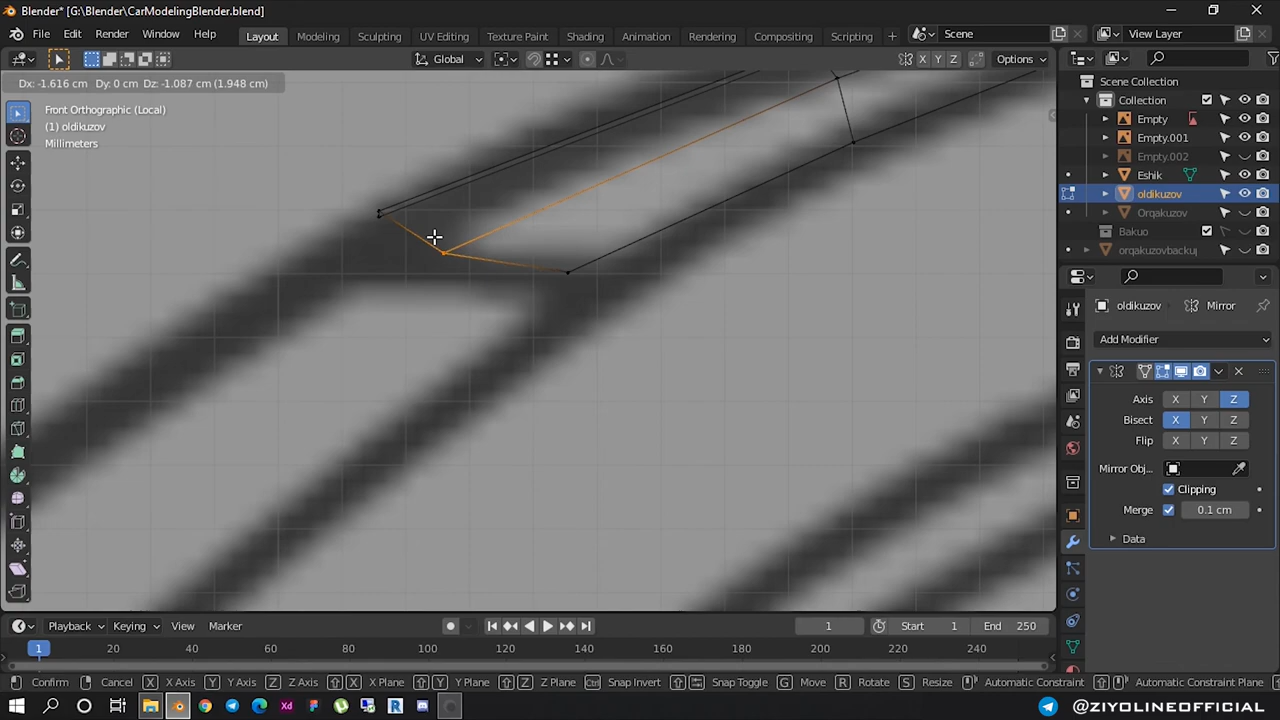 Blender* [G:\Blender\CarModelingBlender.blend]
File Edit Render Window Help Layout Modeling Sculpting UV Editing Texture Paint Shading Animation Rendering Compositing Scripting + Scene View Layer
Global X Y Z Options
Dx: -1.616 cm Dy: 0 cm Dz: -1.087 cm (1.948 cm)
Front Orthographic (Local)
(1) oldikuzov
Millimeters
Scene Collection
Collection
Empty
Empty.001
Empty.002
Eshik
oldikuzov
Orqakuzov
Bakuo
orqakuzovbackuj
oldikuzov Mirror
Add Modifier
Axis X Y Z
Bisect X Y Z
Flip X Y Z
Mirror Obj...
Clipping
Merge 0.1 cm
Data
Playback Keying View Marker 1 Start 1 End 250
1 20 40 60 80 100 120 140 160 180 200 220 240
Confirm Cancel X X Axis Y Y Axis Z Z Axis X X Plane Y Y Plane Z Z Plane Ctrl Snap Invert Snap Toggle G Move R Rotate S Resize Automatic Constraint Automatic Constraint Plane
@ZIYOLINEOFFICIAL